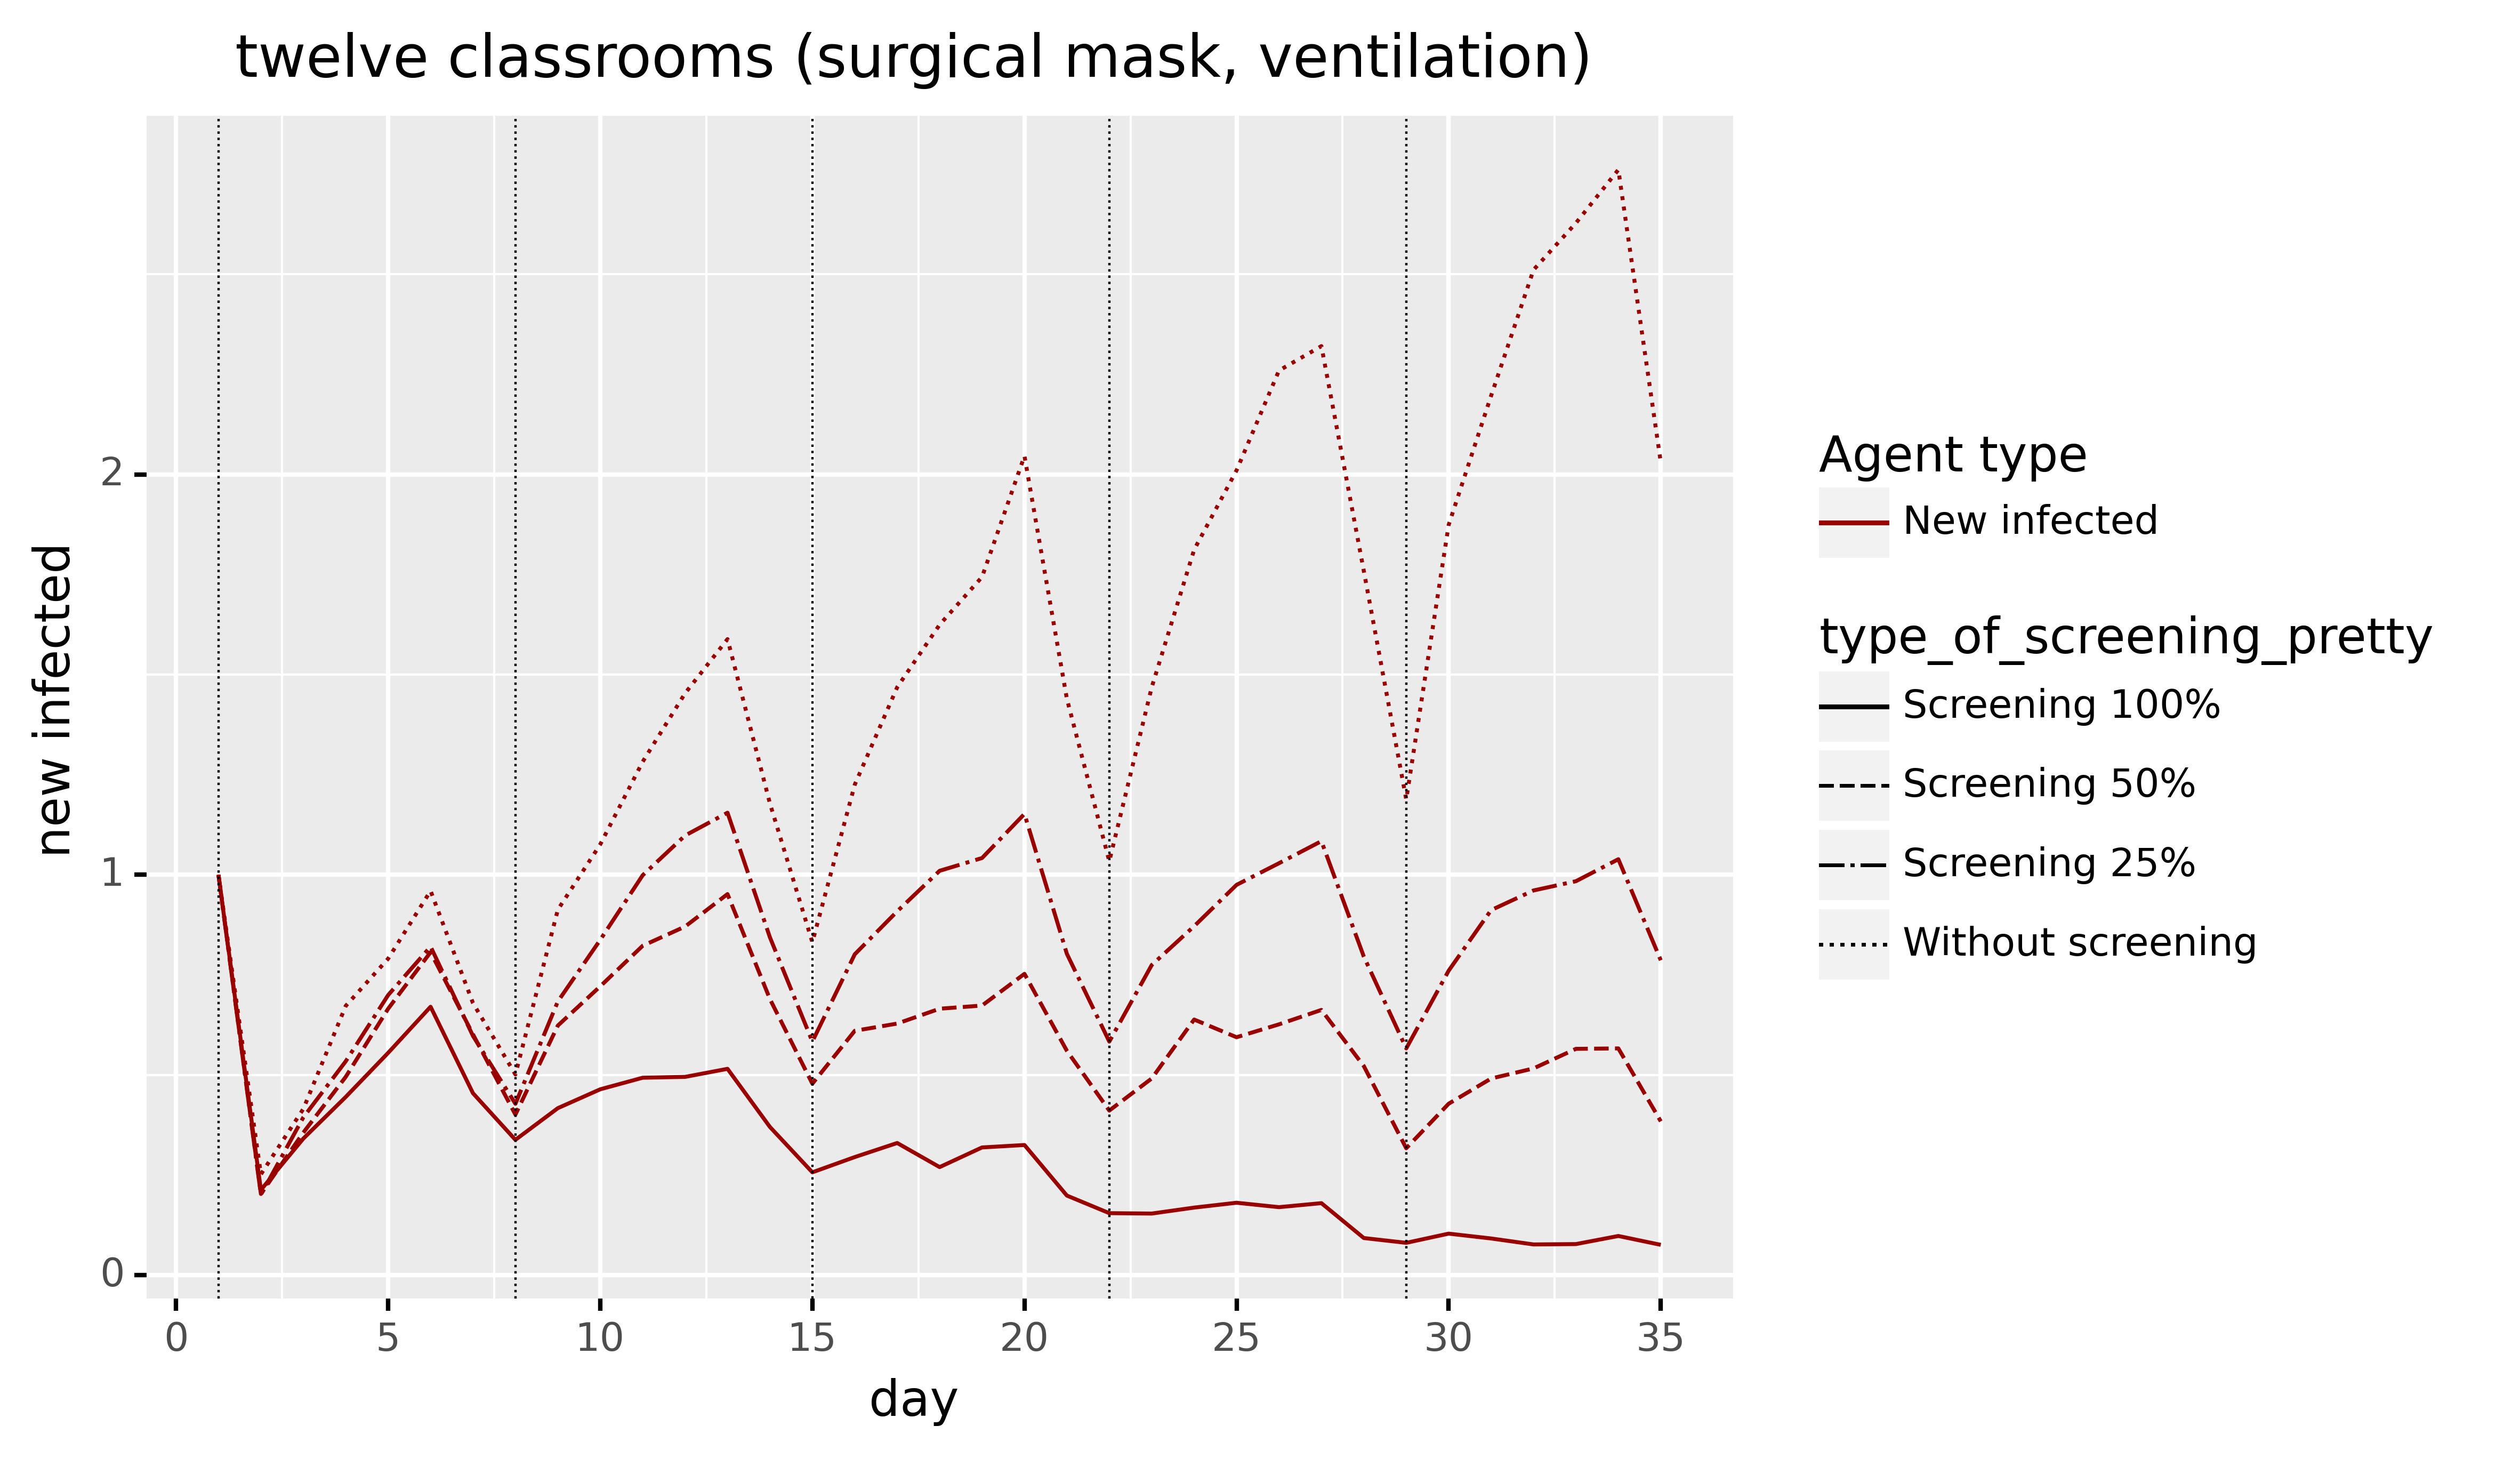 twelve classrooms (surgical mask, ventilation)
new infected
2
1
0
0 5 10 15 20 25 30 35
day
Agent type
New infected
type_of_screening_pretty
Screening 100%
Screening 50%
Screening 25%
Without screening